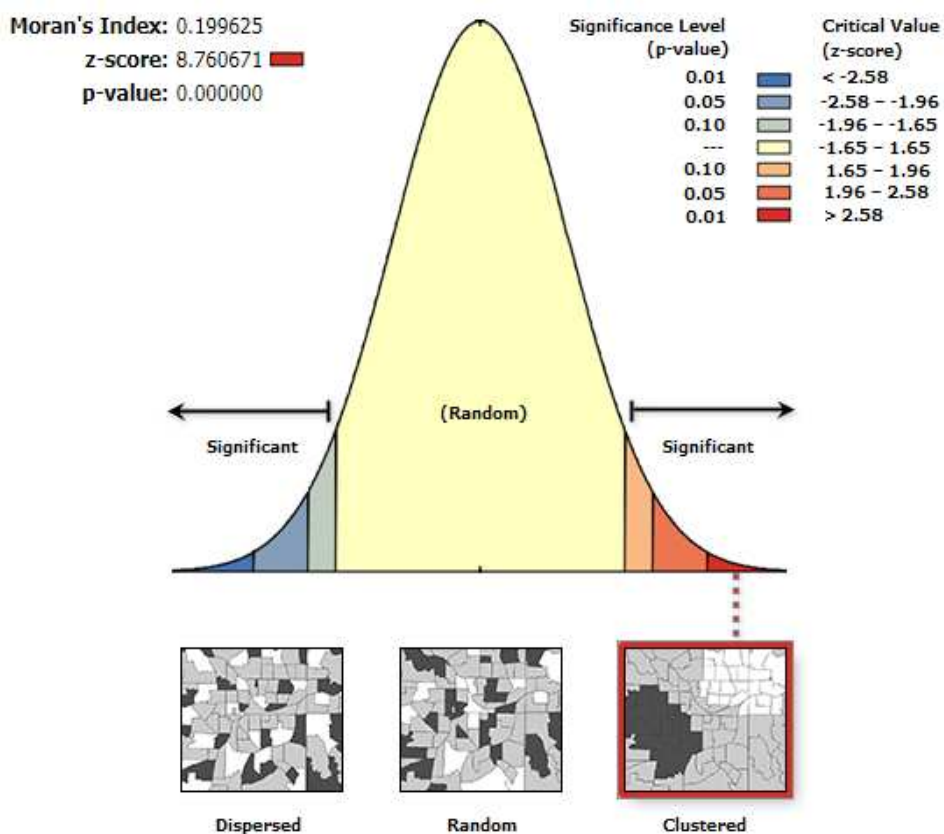 Moran's Index: 0.199625
z-score: 8.760671
p-value: 0.000000
Significance Level
(p-value)
Critical Value
(z-score)
0.01 < -2.58
0.05 -2.58 – -1.96
0.10 -1.96 – -1.65
--- -1.65 – 1.65
0.10 1.65 – 1.96
0.05 1.96 – 2.58
0.01 > 2.58
(Random)
Significant
Significant
Dispersed
Random
Clustered